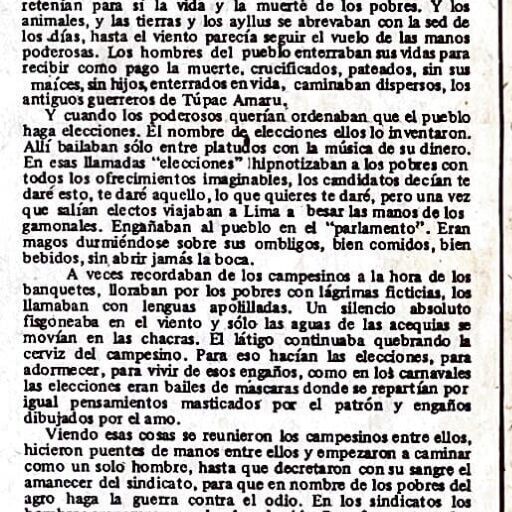 retenían para sí la vida y la muerte de los pobres. Y los
animales, y las tierras y los ayllus se abrevaban con la sed de
los días, hasta el viento parecía seguir el vuelo de las manos
poderosas. Los hombres del pueblo enterraban sus vidas para
recibir como pago la muerte, crucificados, pateados, sin sus
maíces, sin hijos, enterrados en vida, caminaban dispersos, los
antiguos guerreros de Túpac Amaru.
Y cuando los poderosos querían ordenaban que el pueblo
haga elecciones. El nombre de elecciones ellos lo inventaron.
Allí bailaban sólo entre platudos con la música de su dinero.
En esas llamadas "elecciones" hipnotizaban a los pobres con
todos los ofrecimientos imaginables, los candidatos decían te
daré esto, te daré aquello, lo que quieres te daré, pero una vez
que salían electos viajaban a Lima a besar las manos de los
gamonales. Engañaban al pueblo en el "parlamento". Eran
magos durmiéndose sobre sus ombligos, bien comidos, bien
bebidos, sin abrir jamás la boca.
A veces recordaban de los campesinos a la hora de los
banquetes, lloraban por los pobres con lágrimas ficticias, los
llamaban con lenguas apolilladas. Un silencio absoluto
fisgoneaba en el viento y sólo las aguas de las acequias se
movían en las chacras. El látigo continuaba quebrando la
cerviz del campesino. Para eso hacían las elecciones, para
adormecer, para vivir de esos engaños, como en los carnavales
las elecciones eran bailes de máscaras donde se repartían por
igual pensamientos masticados por el patrón y engaños
dibujados por el amo.
Viendo esas cosas se reunieron los campesinos entre ellos,
hicieron puentes de manos entre ellos y empezaron a caminar
como un solo hombre, hasta que decretaron con su sangre el
amanecer del sindicato, para que en nombre de los pobres del
agro haga la guerra contra el odio. En los sindicatos los